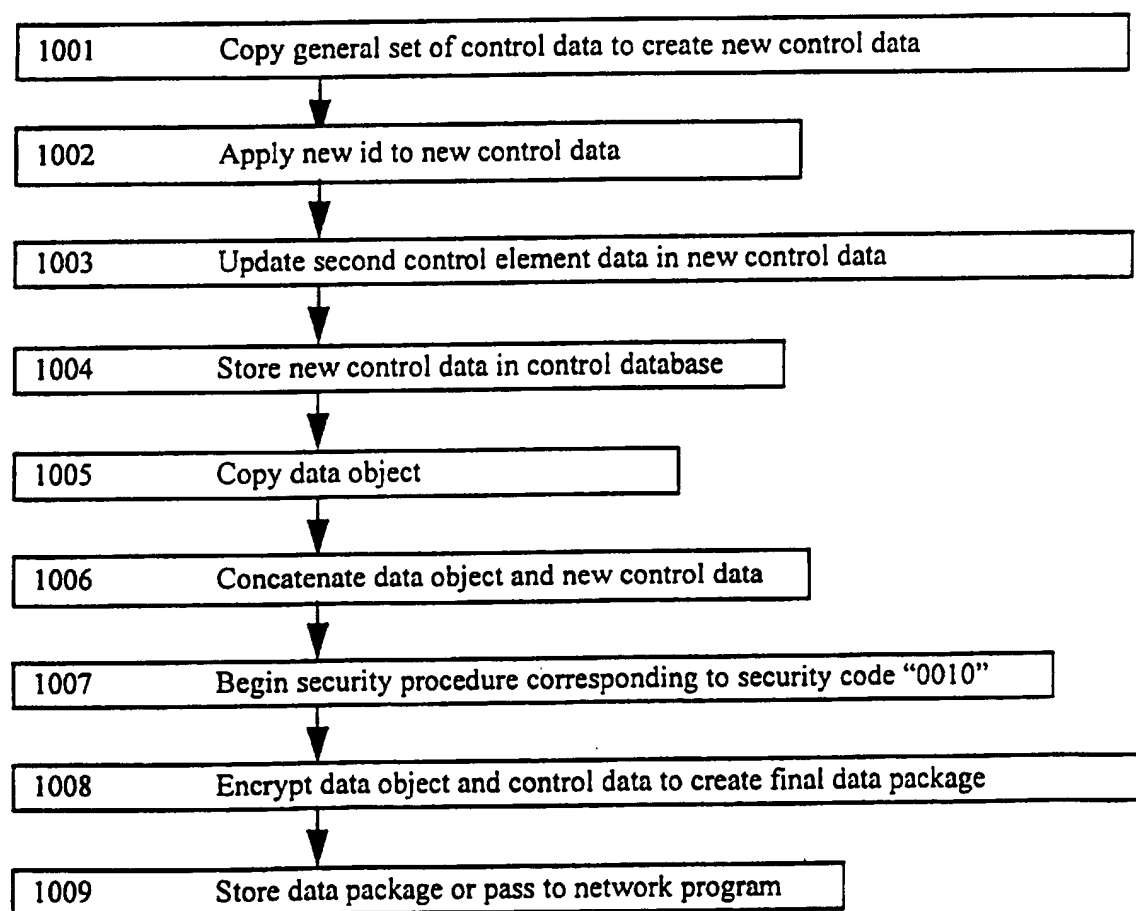 1001 Copy general set of control data to create new control data
1002 Apply new id to new control data
1003 Update second control element data in new control data
1004 Store new control data in control database
1005 Copy data object
1006 Concatenate data object and new control data
1007 Begin security procedure corresponding to security code “0010”
1008 Encrypt data object and control data to create final data package
1009 Store data package or pass to network program